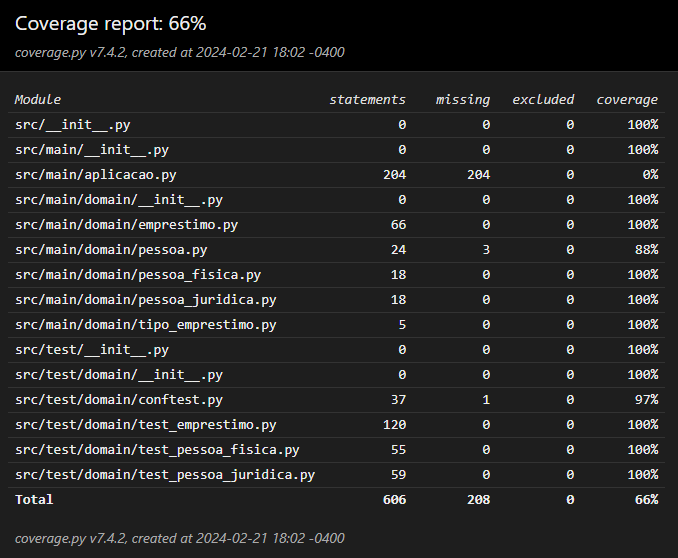 Coverage report: 66%
coverage.py v7.4.2, created at 2024-02-21 18:02 -0400
Module statements missing excluded coverage
src/__init__.py 0 0 0 100%
src/main/__init__.py 0 0 0 100%
src/main/aplicacao.py 204 204 0 0%
src/main/domain/__init__.py 0 0 0 100%
src/main/domain/emprestimo.py 66 0 0 100%
src/main/domain/pessoa.py 24 3 0 88%
src/main/domain/pessoa_fisica.py 18 0 0 100%
src/main/domain/pessoa_juridica.py 18 0 0 100%
src/main/domain/tipo_emprestimo.py 5 0 0 100%
src/test/__init__.py 0 0 0 100%
src/test/domain/__init__.py 0 0 0 100%
src/test/domain/conftest.py 37 1 0 97%
src/test/domain/test_emprestimo.py 120 0 0 100%
src/test/domain/test_pessoa_fisica.py 55 0 0 100%
src/test/domain/test_pessoa_juridica.py 59 0 0 100%
Total 606 208 0 66%
coverage.py v7.4.2, created at 2024-02-21 18:02 -0400